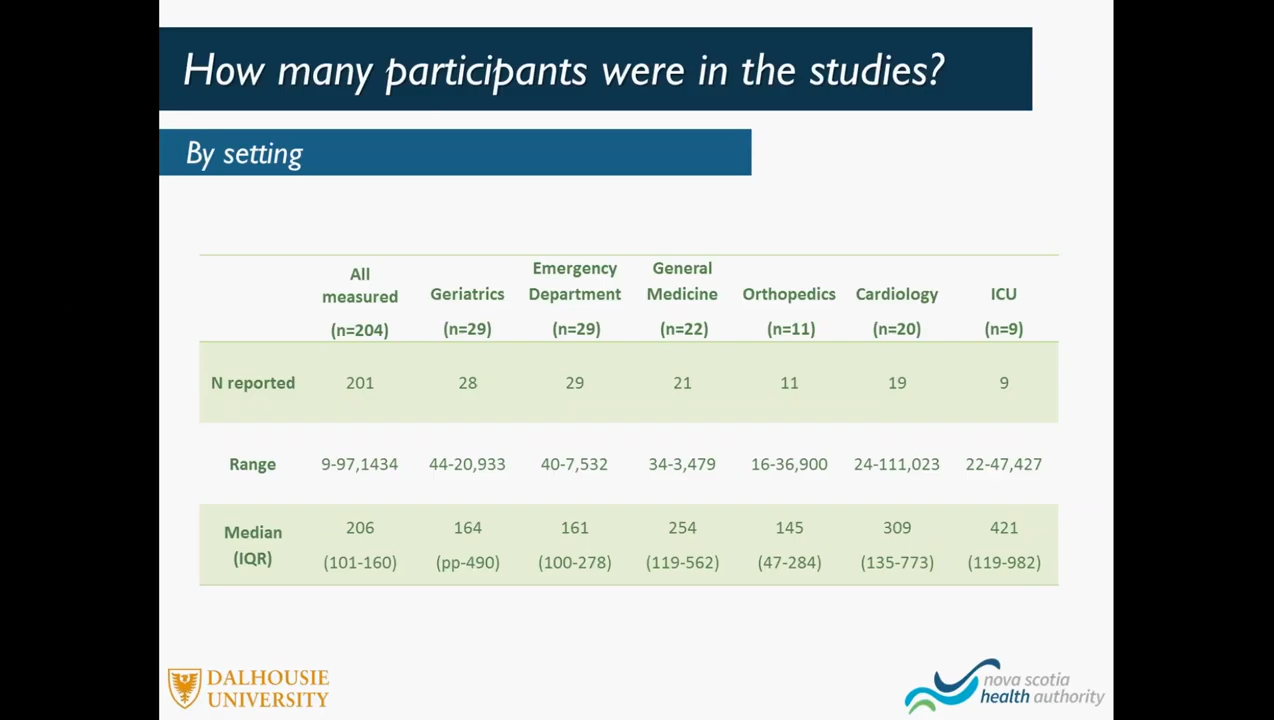 How many participants were in the studies?
By setting
All measured (n=204) Geriatrics (n=29) Emergency Department (n=29) General Medicine (n=22) Orthopedics (n=11) Cardiology (n=20) ICU (n=9)
N reported 201 28 29 21 11 19 9
Range 9-97,1434 44-20,933 40-7,532 34-3,479 16-36,900 24-111,023 22-47,427
Median (IQR) 206 (101-160) 164 (pp-490) 161 (100-278) 254 (119-562) 145 (47-284) 309 (135-773) 421 (119-982)
DALHOUSIE
UNIVERSITY
nova scotia
health authority